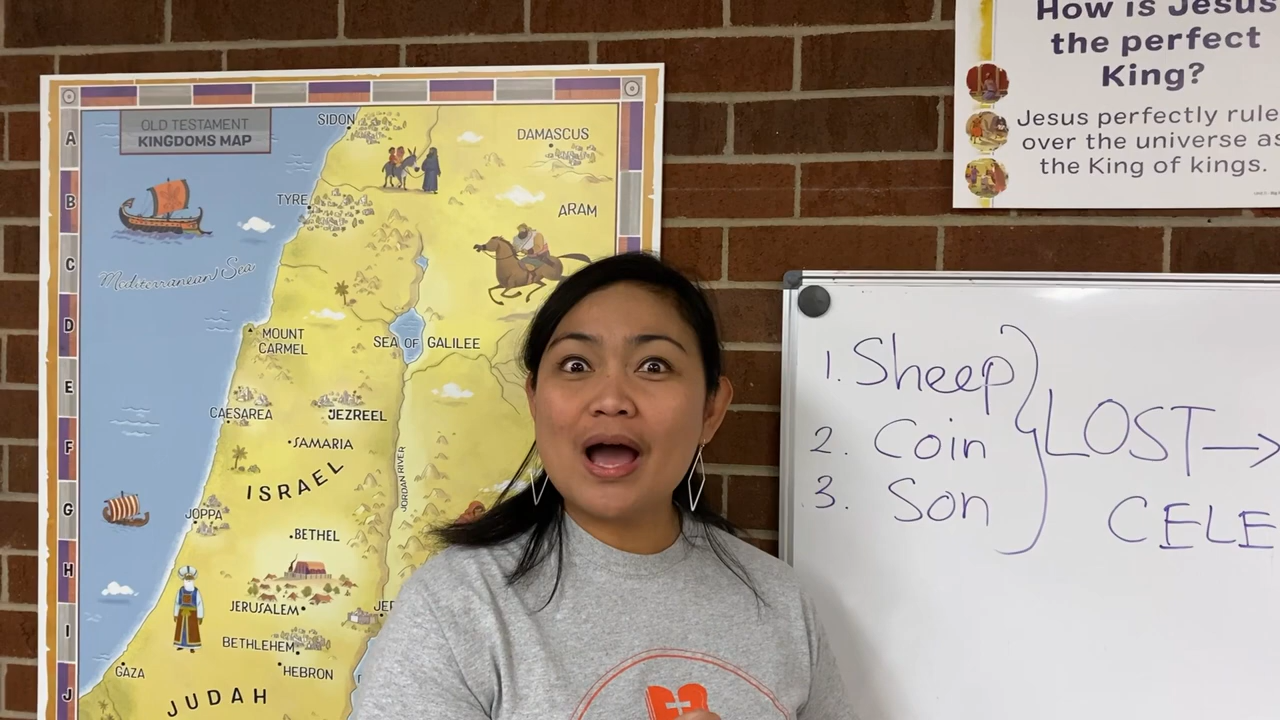 OLD TESTAMENT
KINGDOMS MAP
A
B
C
D
E
F
G
H
I
J
SIDON
DAMASCUS
TYRE
ARAM
Mediterranean Sea
MOUNT
CARMEL
SEA OF GALILEE
CAESAREA
JEZREEL
SAMARIA
ISRAEL
JORDAN RIVER
JOPPA
BETHEL
JERUSALEM
JER
BETHLEHEM
HEBRON
GAZA
JUDAH
How is Jesus
the perfect
King?
Jesus perfectly rule
over the universe as
the King of kings.
1. Sheep
2. Coin
3. Son
LOST →
CELE